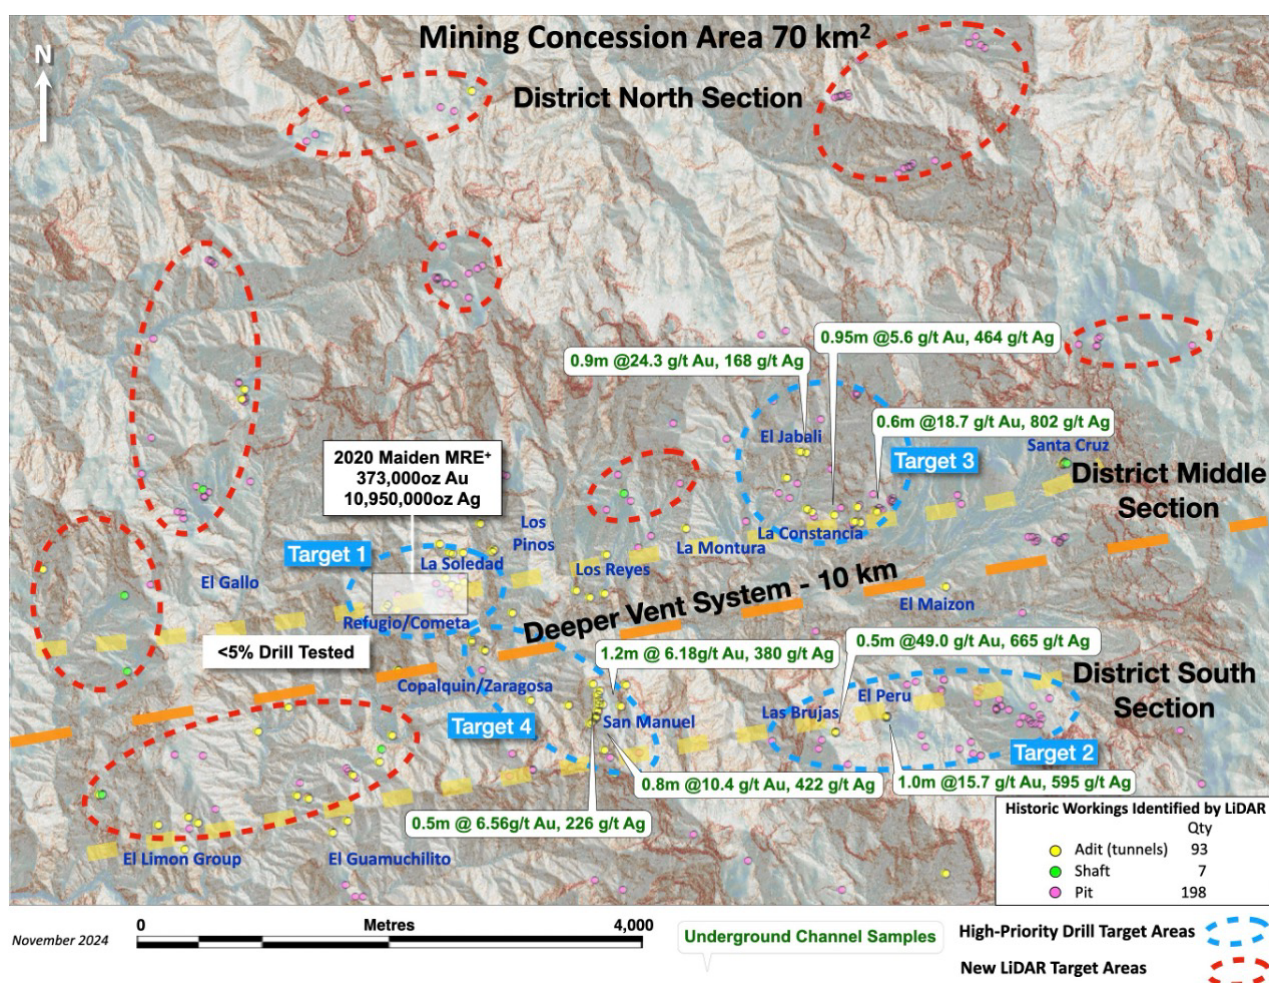 Mining Concession Area 70 km²
N
District North Section
0.95m @5.6 g/t Au, 464 g/t Ag
0.9m @24.3 g/t Au, 168 g/t Ag
0.6m @18.7 g/t Au, 802 g/t Ag
El Jabali
Santa Cruz
Target 3
2020 Maiden MRE+
373,000oz Au
10,950,000oz Ag
District Middle
Section
Los
Pinos
La Constancia
La Montura
Target 1
La Soledad
Los Reyes
El Gallo
Deeper Vent System - 10 km
El Maizon
Refugio/Cometa
<5% Drill Tested
0.5m @49.0 g/t Au, 665 g/t Ag
1.2m @ 6.18g/t Au, 380 g/t Ag
Copalquin/Zaragosa
District South
Section
El Peru
Las Brujas
San Manuel
Target 4
Target 2
0.8m @10.4 g/t Au, 422 g/t Ag
1.0m @15.7 g/t Au, 595 g/t Ag
0.5m @ 6.56g/t Au, 226 g/t Ag
El Limon Group
El Guamuchilito
Historic Workings Identified by LiDAR
Qty
Adit (tunnels) 93
Shaft 7
Pit 198
0 Metres 4,000
November 2024
Underground Channel Samples
High-Priority Drill Target Areas
New LiDAR Target Areas